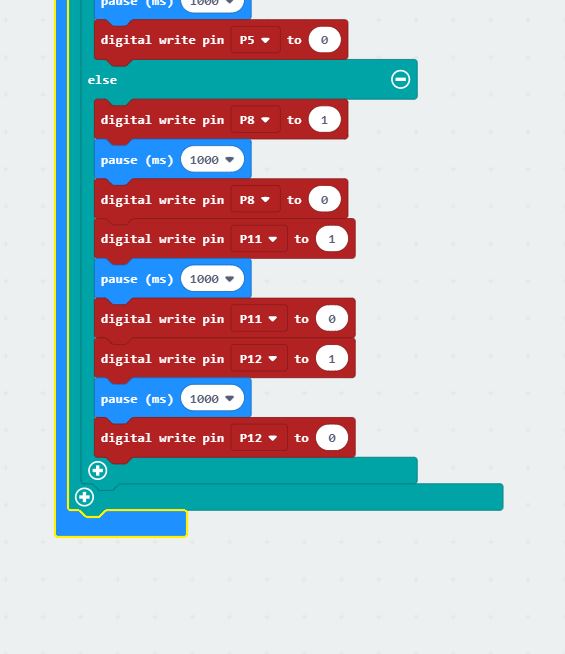 pause (ms) 1000
digital write pin P5 to 0
else
digital write pin P8 to 1
pause (ms) 1000
digital write pin P8 to 0
digital write pin P11 to 1
pause (ms) 1000
digital write pin P11 to 0
digital write pin P12 to 1
pause (ms) 1000
digital write pin P12 to 0